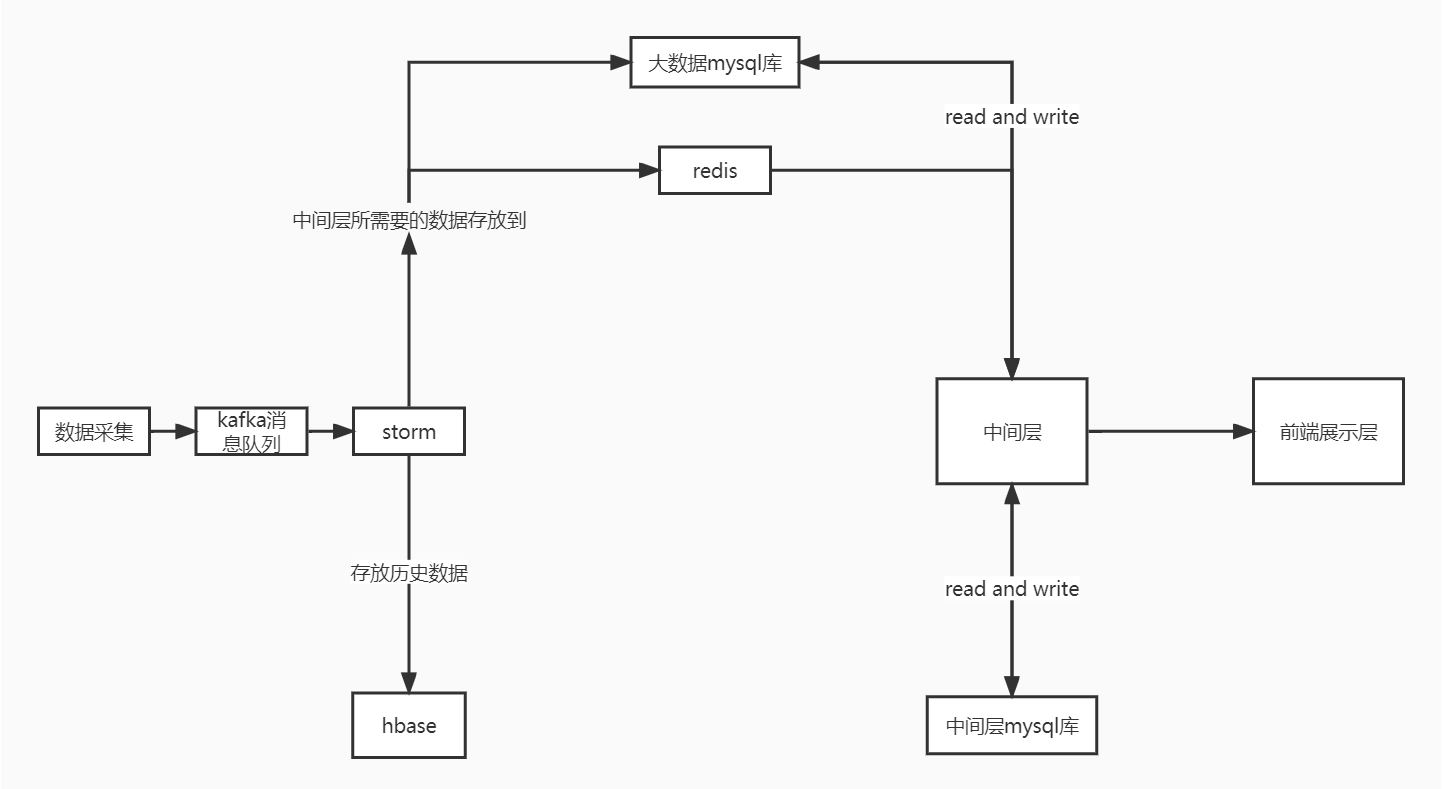 大数据mysql库
read and write
redis
中间层所需要的数据存放到
数据采集
kafka消
息队列
storm
中间层
前端展示层
存放历史数据
read and write
hbase
中间层mysql库